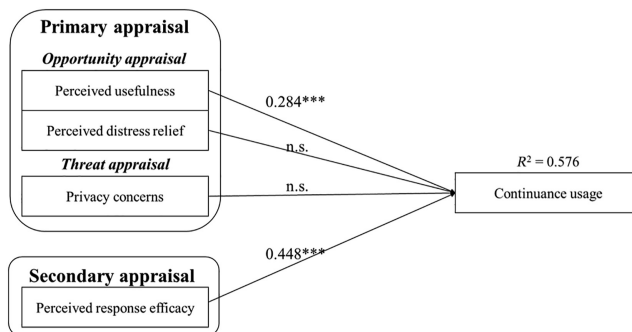 Primary appraisal
Opportunity appraisal
Perceived usefulness
0.284***
Perceived distress relief
n.s.
Threat appraisal
n.s.
R² = 0.576
Privacy concerns
Continuance usage
0.448***
Secondary appraisal
Perceived response efficacy